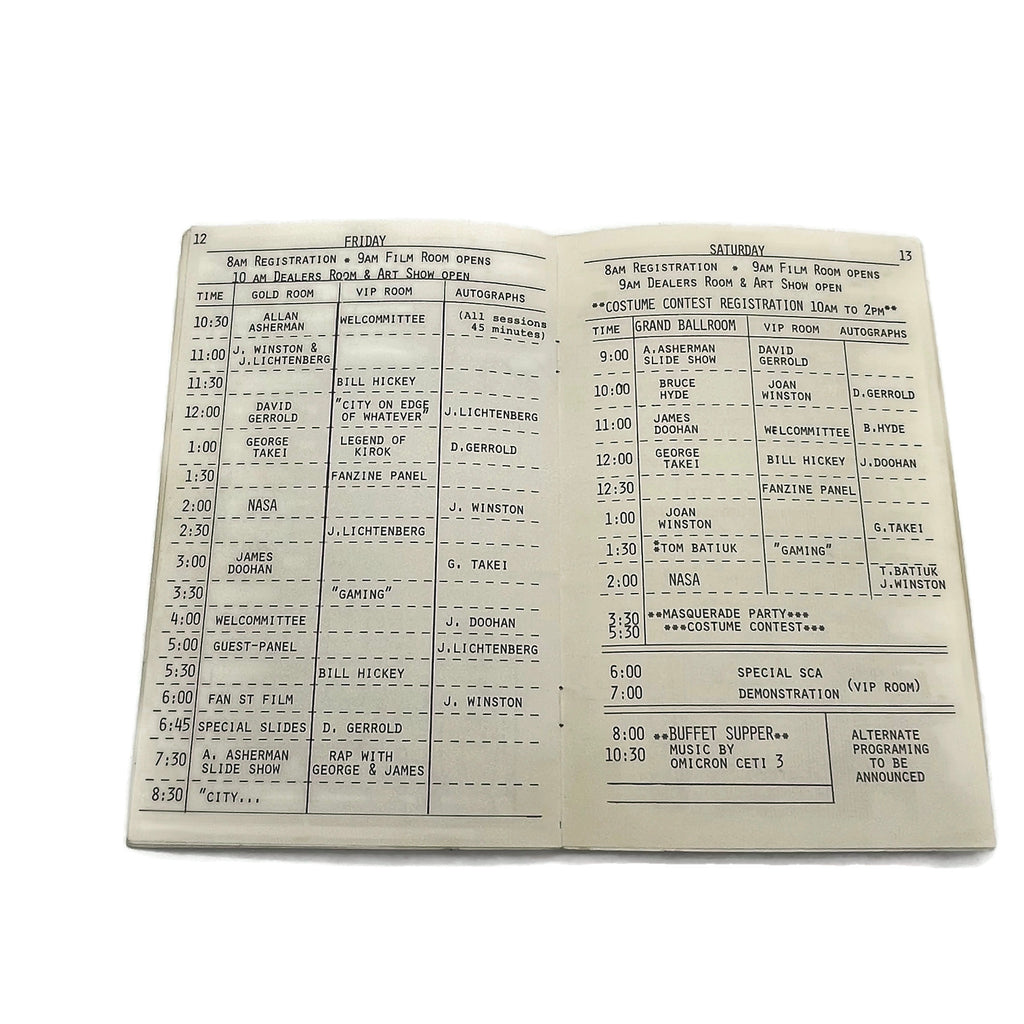 12
FRIDAY
8AM REGISTRATION * 9AM FILM ROOM OPENS
10 AM DEALERS ROOM & ART SHOW OPEN
TIME GOLD ROOM VIP ROOM AUTOGRAPHS
10:30 ALLAN ASHERMAN WELCOMMITTEE (All sessions 45 minutes)
11:00 J. WINSTON & J.LICHTENBERG
11:30 BILL HICKEY
12:00 DAVID GERROLD "CITY ON EDGE OF WHATEVER" J.LICHTENBERG
1:00 GEORGE TAKEI LEGEND OF KIROK D.GERROLD
1:30 FANZINE PANEL
2:00 NASA J. WINSTON
2:30 J.LICHTENBERG
3:00 JAMES DOOHAN G. TAKEI
3:30 "GAMING"
4:00 WELCOMMITTEE J. DOOHAN
5:00 GUEST-PANEL J.LICHTENBERG
5:30 BILL HICKEY
6:00 FAN ST FILM J. WINSTON
6:45 SPECIAL SLIDES D. GERROLD
7:30 A. ASHERMAN SLIDE SHOW RAP WITH GEORGE & JAMES
8:30 "CITY...
SATURDAY
13
8AM REGISTRATION * 9AM FILM ROOM OPENS
9AM DEALERS ROOM & ART SHOW OPEN
**COSTUME CONTEST REGISTRATION 10AM TO 2PM**
TIME GRAND BALLROOM VIP ROOM AUTOGRAPHS
9:00 A.ASHERMAN SLIDE SHOW DAVID GERROLD
10:00 BRUCE HYDE JOAN WINSTON D.GERROLD
11:00 JAMES DOOHAN WELCOMMITTEE B.HYDE
12:00 GEORGE TAKEI BILL HICKEY J.DOOHAN
12:30 FANZINE PANEL
1:00 JOAN WINSTON G.TAKEI
1:30 *TOM BATIUK "GAMING"
2:00 NASA T.BATIUK J.WINSTON
3:30 **MASQUERADE PARTY***
5:30 ***COSTUME CONTEST***
6:00 SPECIAL SCA
7:00 DEMONSTRATION (VIP ROOM)
8:00 **BUFFET SUPPER**
10:30 MUSIC BY OMICRON CETI 3
ALTERNATE
PROGRAMING
TO BE
ANNOUNCED